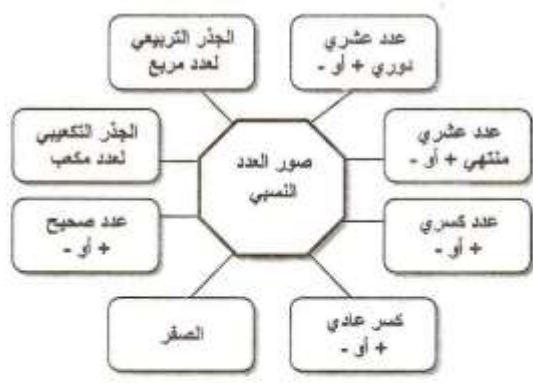 صور العدد
النسبي
عدد عشري
دوري + أو -
عدد عشري
منتهي + أو -
عدد كسري
+ أو -
كسر عادي
+ أو -
الصفر
عدد صحيح
+ أو -
الجذر التكعيبي
لعدد مكعب
الجذر التربيعي
لعدد مربع